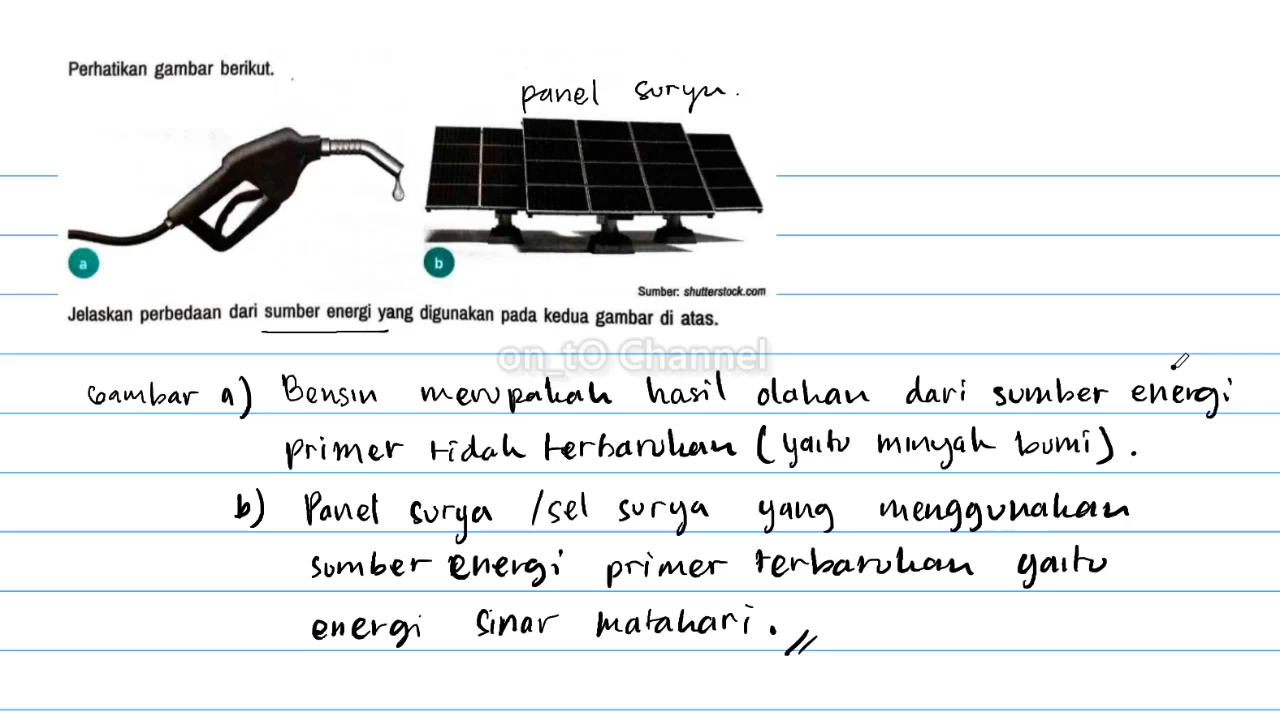 Perhatikan gambar berikut.
panel surya.
a
b
Sumber: shutterstock.com
Jelaskan perbedaan dari sumber energi yang digunakan pada kedua gambar di atas.
on_tO Channel
Gambar a) Bensin merupakah hasil olahan dari sumber energi
primer tidak terbarukan (yaitu minyak bumi).
b) Panel surya /sel surya yang menggunakan
sumber energi primer terbarukan yaitu
energi sinar matahari.